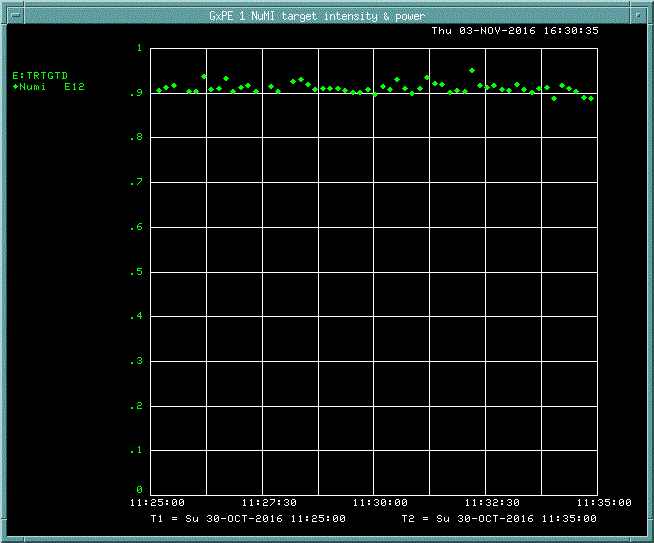 GxPE 1 NuMI target intensity & power
Thu 03-NOV-2016 16:30:35
E:TRTGTD
Numi E12
1
.9
.8
.7
.6
.5
.4
.3
.2
.1
0
11:25:00 11:27:30 11:30:00 11:32:30 11:35:00
T1 = Su 30-OCT-2016 11:25:00 T2 = Su 30-OCT-2016 11:35:00